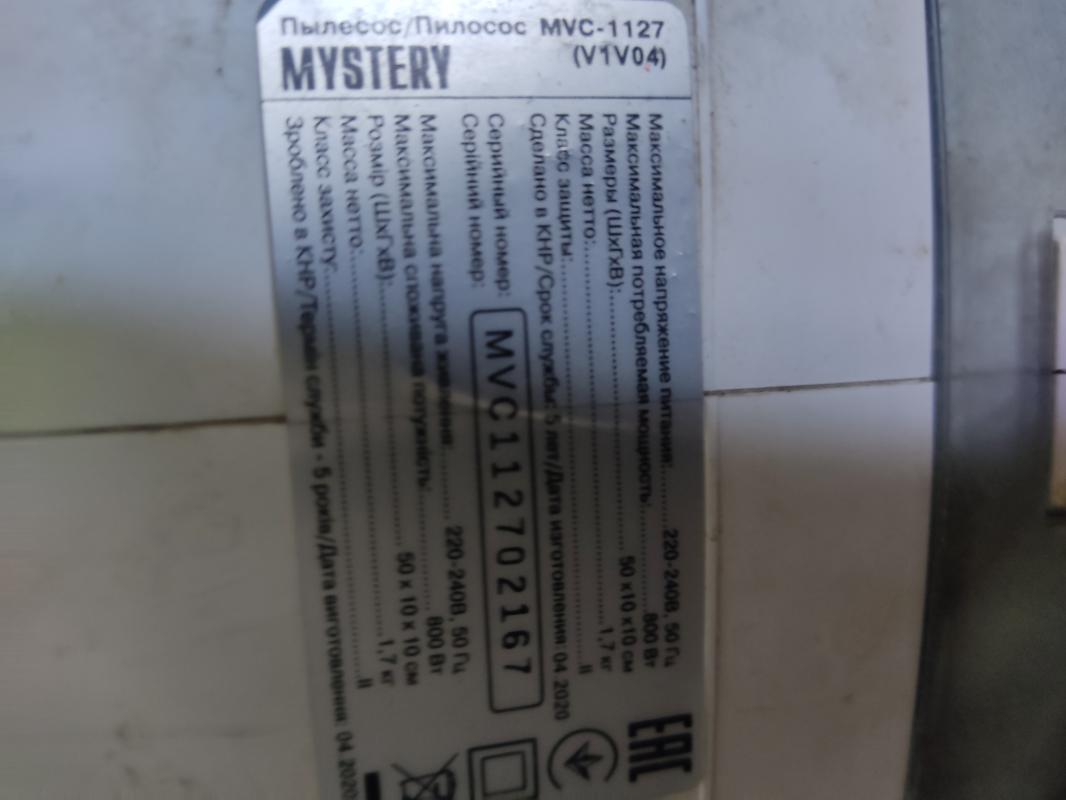 Пылесос/Пилосос MVC-1127
MYSTERY (V1V04)
Максимальное напряжение питания:..........220-240В, 50 Гц
Максимальная потребляемая мощность:..........800 Вт
Размеры (ШхГхВ):..........50 x 10 x 10 см
Масса нетто:..........1,7 кг
Класс защиты:..........II
Сделано в КНР/Срок службы: 5 лет/Дата изготовления: 04.2020
Серийный номер:
Серійний номер:
MVC112702167
Максимальна напруга живлення:..........220-240В, 50 Гц
Максимальна споживана потужність:..........800 Вт
Розмір (ШхГхВ):..........50 x 10 x 10 см
Масса нетто:..........1,7 кг
Класс захисту:..........II
Зроблено в КНР/Термін служби - 5 років/Дата виготовлення: 04.2020
EAC